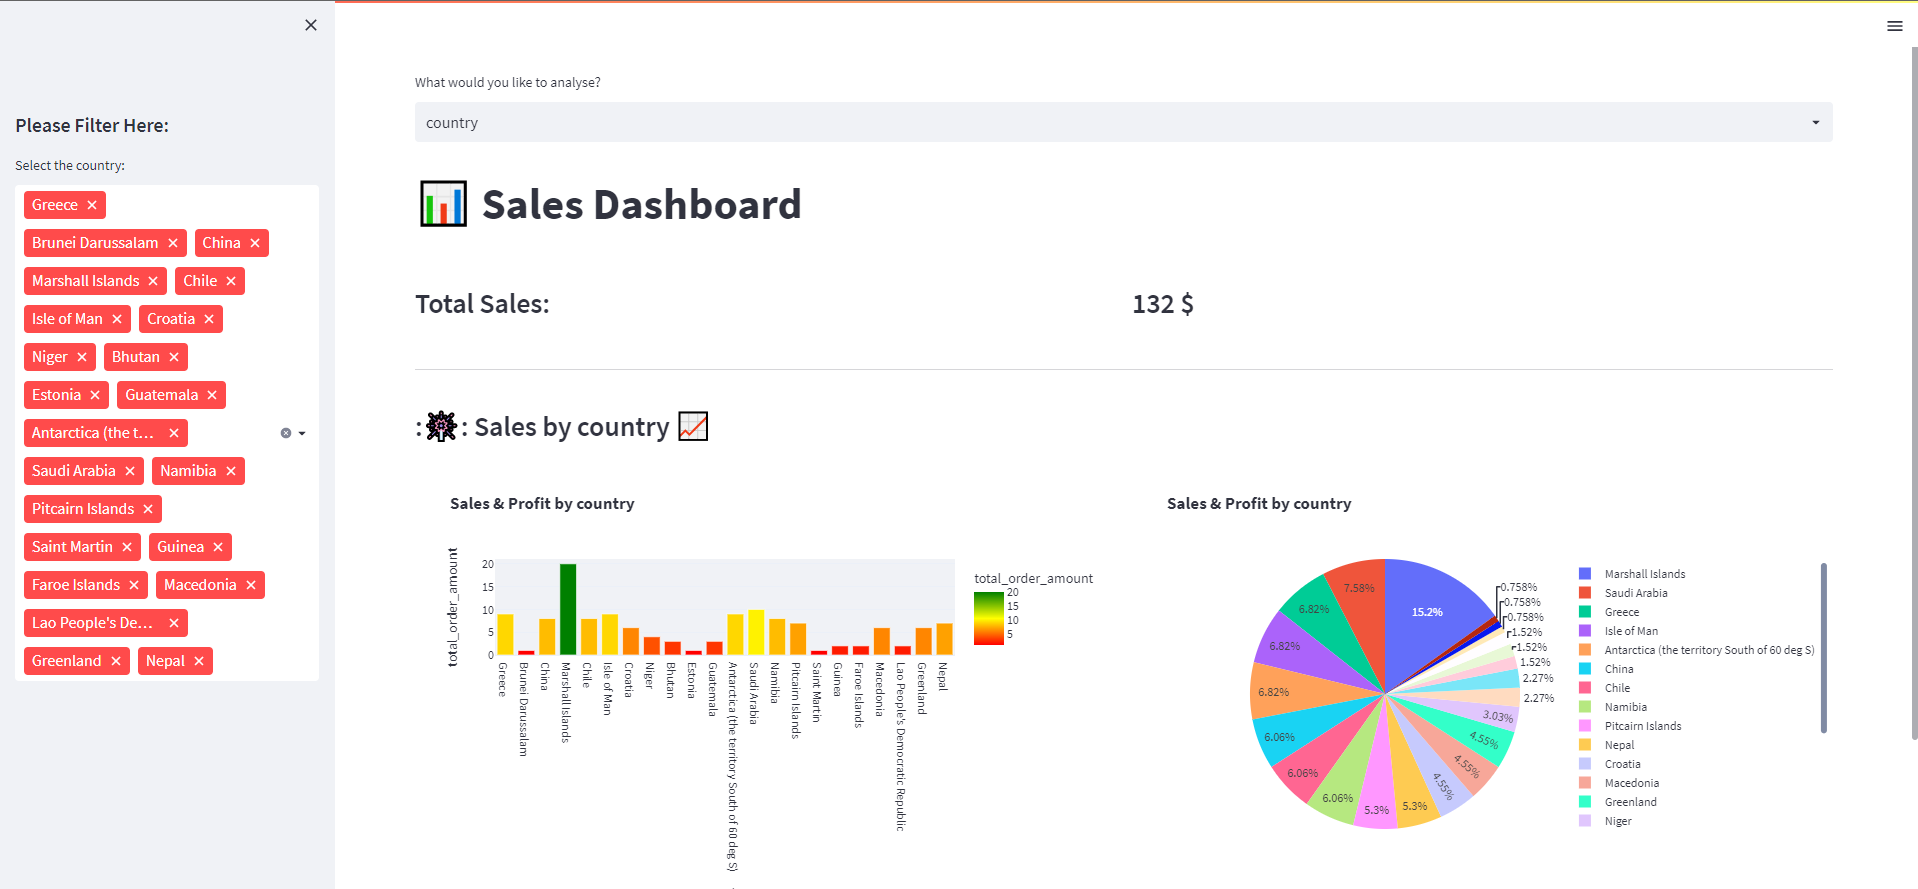 Please Filter Here:
Select the country:
Greece
Brunei Darussalam China
Marshall Islands Chile
Isle of Man Croatia
Niger Bhutan
Estonia Guatemala
Antarctica (the t...
Saudi Arabia Namibia
Pitcairn Islands
Saint Martin Guinea
Faroe Islands Macedonia
Lao People's De...
Greenland Nepal
What would you like to analyse?
country
Sales Dashboard
Total Sales: 132 $
: : Sales by country
Sales & Profit by country
total_order_amount
20
15
10
5
0
Greece
Brunei Darussalam
China
Marshall Islands
Chile
Isle of Man
Croatia
Niger
Bhutan
Estonia
Guatemala
Antarctica (the territory South of 60 deg S)
Saudi Arabia
Namibia
Pitcairn Islands
Saint Martin
Guinea
Faroe Islands
Macedonia
Lao People's Democratic Republic
Greenland
Nepal
total_order_amount
20
15
10
5
Sales & Profit by country
15.2%
0.758%
0.758%
0.758%
1.52%
1.52%
1.52%
2.27%
2.27%
3.03%
4.55%
4.55%
4.55%
5.3%
5.3%
6.06%
6.06%
6.06%
6.82%
6.82%
6.82%
7.58%
Marshall Islands
Saudi Arabia
Greece
Isle of Man
Antarctica (the territory South of 60 deg S)
China
Chile
Namibia
Pitcairn Islands
Nepal
Croatia
Macedonia
Greenland
Niger